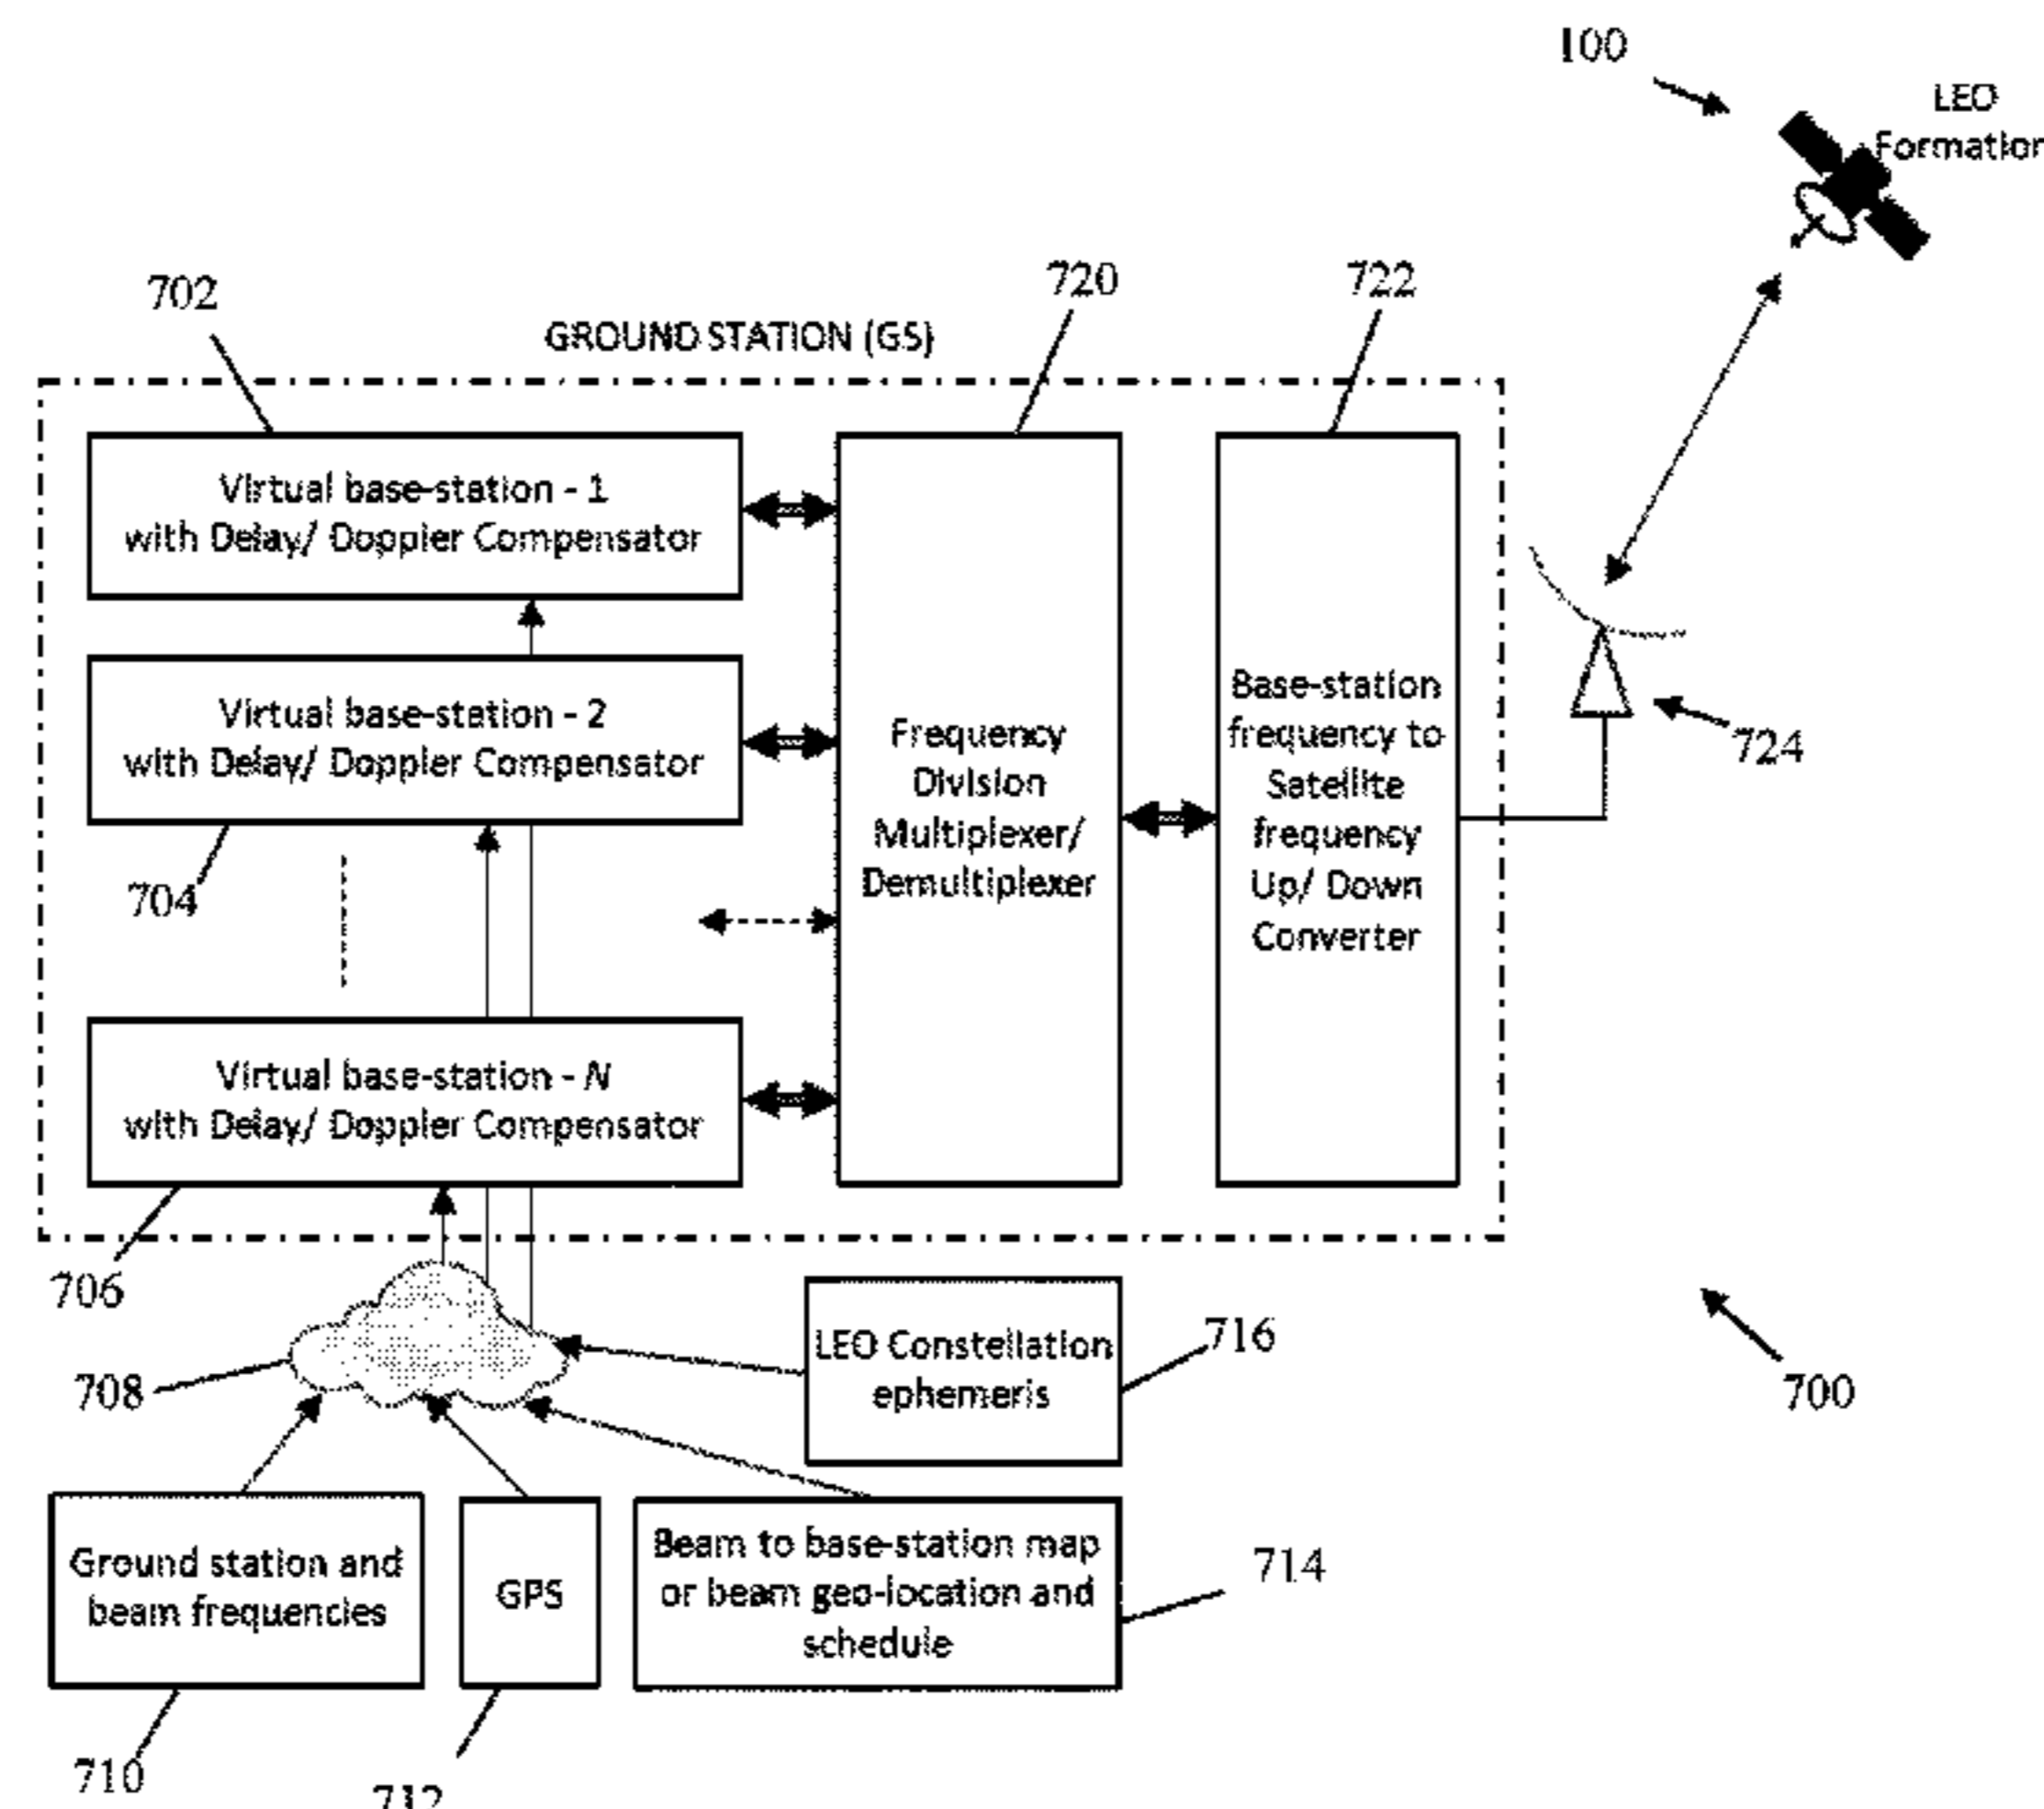 100
LEO
Formation
702
720
722
GROUND STATION (GS)
Virtual base-station - 1
with Delay/ Doppler Compensator
Virtual base-station - 2
with Delay/ Doppler Compensator
704
Frequency
Division
Multiplexer/
Demultiplexer
Base-station
frequency to
Satellite
frequency
Up/ Down
Converter
724
Virtual base-station - N
with Delay/ Doppler Compensator
706
708
LEO Constellation
ephemeris
716
700
Ground station and
beam frequencies
GPS
Beam to base-station map
or beam geo-location and
schedule
714
710
712